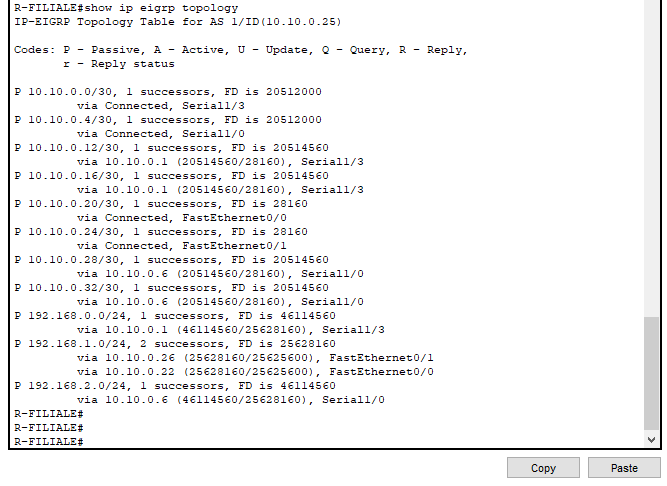 R-FILIALE#show ip eigrp topology
IP-EIGRP Topology Table for AS 1/ID(10.10.0.25)
Codes: P - Passive, A - Active, U - Update, Q - Query, R - Reply,
r - Reply status
P 10.10.0.0/30, 1 successors, FD is 20512000
via Connected, Serial1/3
P 10.10.0.4/30, 1 successors, FD is 20512000
via Connected, Serial1/0
P 10.10.0.12/30, 1 successors, FD is 20514560
via 10.10.0.1 (20514560/28160), Serial1/3
P 10.10.0.16/30, 1 successors, FD is 20514560
via 10.10.0.1 (20514560/28160), Serial1/3
P 10.10.0.20/30, 1 successors, FD is 28160
via Connected, FastEthernet0/0
P 10.10.0.24/30, 1 successors, FD is 28160
via Connected, FastEthernet0/1
P 10.10.0.28/30, 1 successors, FD is 20514560
via 10.10.0.6 (20514560/28160), Serial1/0
P 10.10.0.32/30, 1 successors, FD is 20514560
via 10.10.0.6 (20514560/28160), Serial1/0
P 192.168.0.0/24, 1 successors, FD is 46114560
via 10.10.0.1 (46114560/25628160), Serial1/3
P 192.168.1.0/24, 2 successors, FD is 25628160
via 10.10.0.26 (25628160/25625600), FastEthernet0/1
via 10.10.0.22 (25628160/25625600), FastEthernet0/0
P 192.168.2.0/24, 1 successors, FD is 46114560
via 10.10.0.6 (46114560/25628160), Serial1/0
R-FILIALE#
R-FILIALE#
R-FILIALE#
Copy Paste